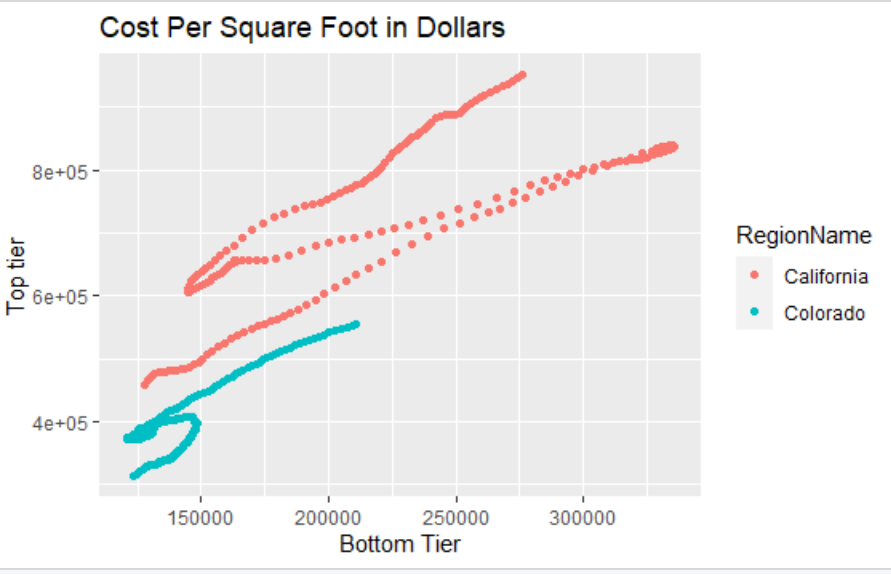 Cost Per Square Foot in Dollars
8e+05
6e+05
4e+05
Top tier
150000 200000 250000 300000
Bottom Tier
RegionName
California
Colorado